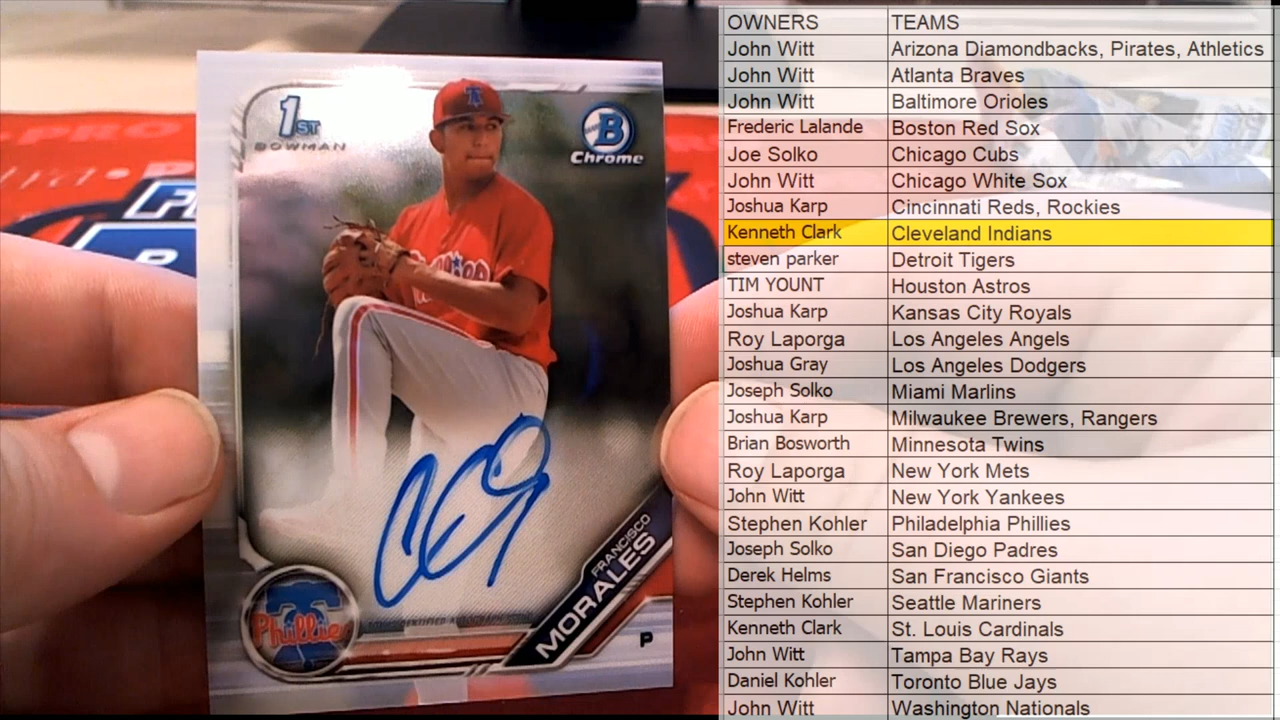 1ST
BOWMAN
B
Chrome
Phillies
FRANCISCO
MORALES
P
OWNERS TEAMS
John Witt Arizona Diamondbacks, Pirates, Athletics
John Witt Atlanta Braves
John Witt Baltimore Orioles
Frederic Lalande Boston Red Sox
Joe Solko Chicago Cubs
John Witt Chicago White Sox
Joshua Karp Cincinnati Reds, Rockies
Kenneth Clark Cleveland Indians
steven parker Detroit Tigers
TIM YOUNT Houston Astros
Joshua Karp Kansas City Royals
Roy Laporga Los Angeles Angels
Joshua Gray Los Angeles Dodgers
Joseph Solko Miami Marlins
Joshua Karp Milwaukee Brewers, Rangers
Brian Bosworth Minnesota Twins
Roy Laporga New York Mets
John Witt New York Yankees
Stephen Kohler Philadelphia Phillies
Joseph Solko San Diego Padres
Derek Helms San Francisco Giants
Stephen Kohler Seattle Mariners
Kenneth Clark St. Louis Cardinals
John Witt Tampa Bay Rays
Daniel Kohler Toronto Blue Jays
John Witt Washington Nationals